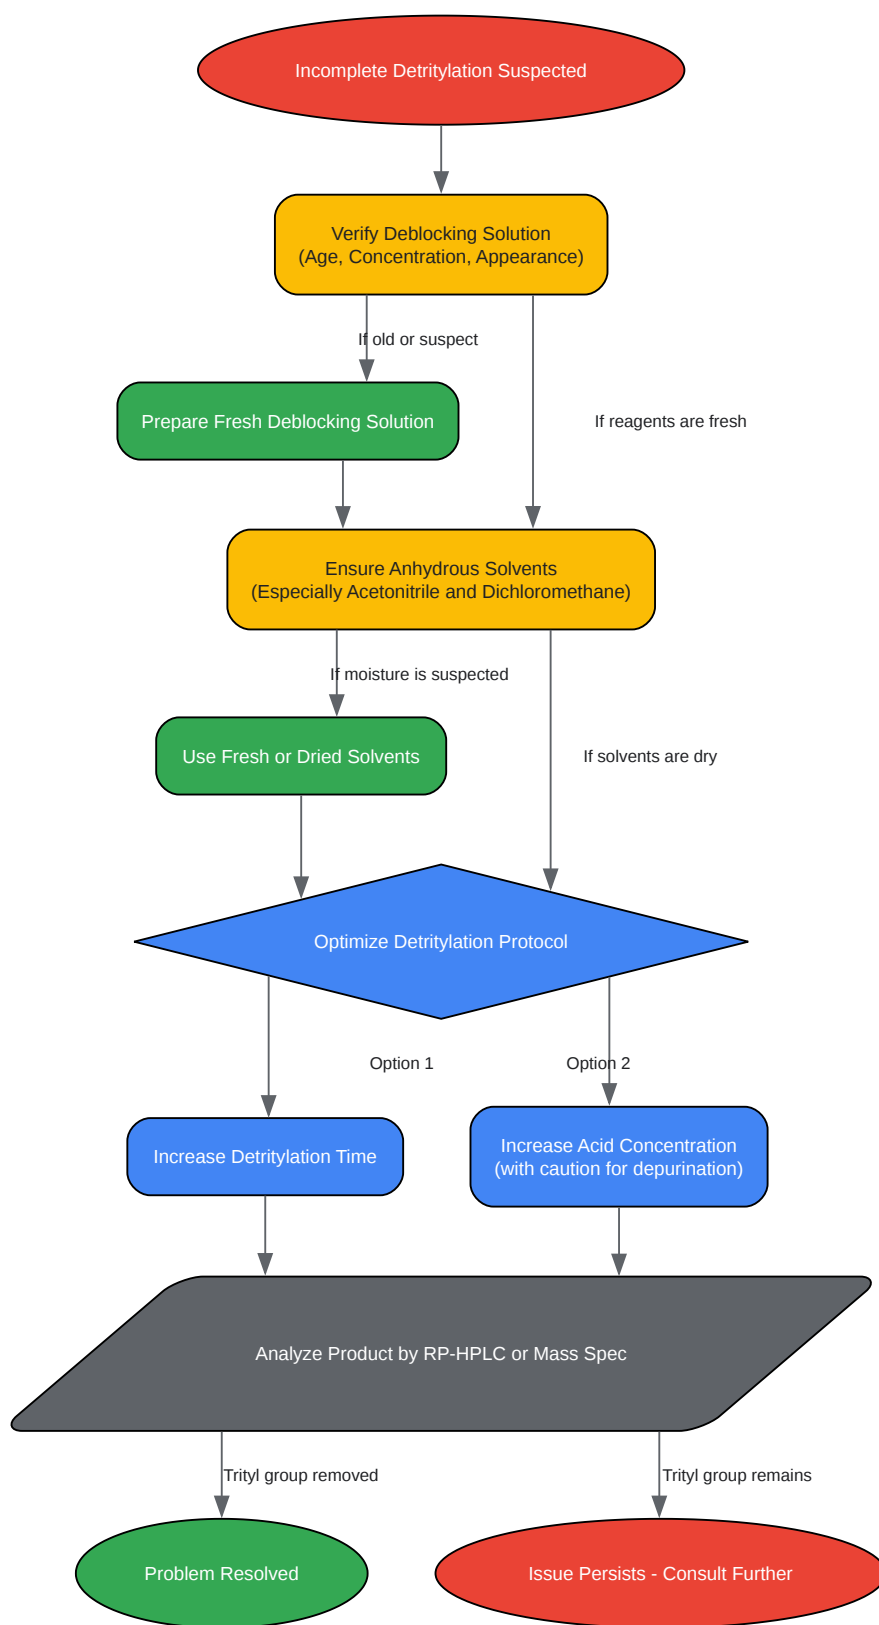 Incomplete Detritylation Suspected
Verify Deblocking Solution
(Age, Concentration, Appearance)
If old or suspect
Prepare Fresh Deblocking Solution
If reagents are fresh
Ensure Anhydrous Solvents
(Especially Acetonitrile and Dichloromethane)
If moisture is suspected
Use Fresh or Dried Solvents
If solvents are dry
Optimize Detritylation Protocol
Option 1
Option 2
Increase Detritylation Time
Increase Acid Concentration
(with caution for depurination)
Analyze Product by RP-HPLC or Mass Spec
Trityl group removed
Trityl group remains
Problem Resolved
Issue Persists - Consult Further